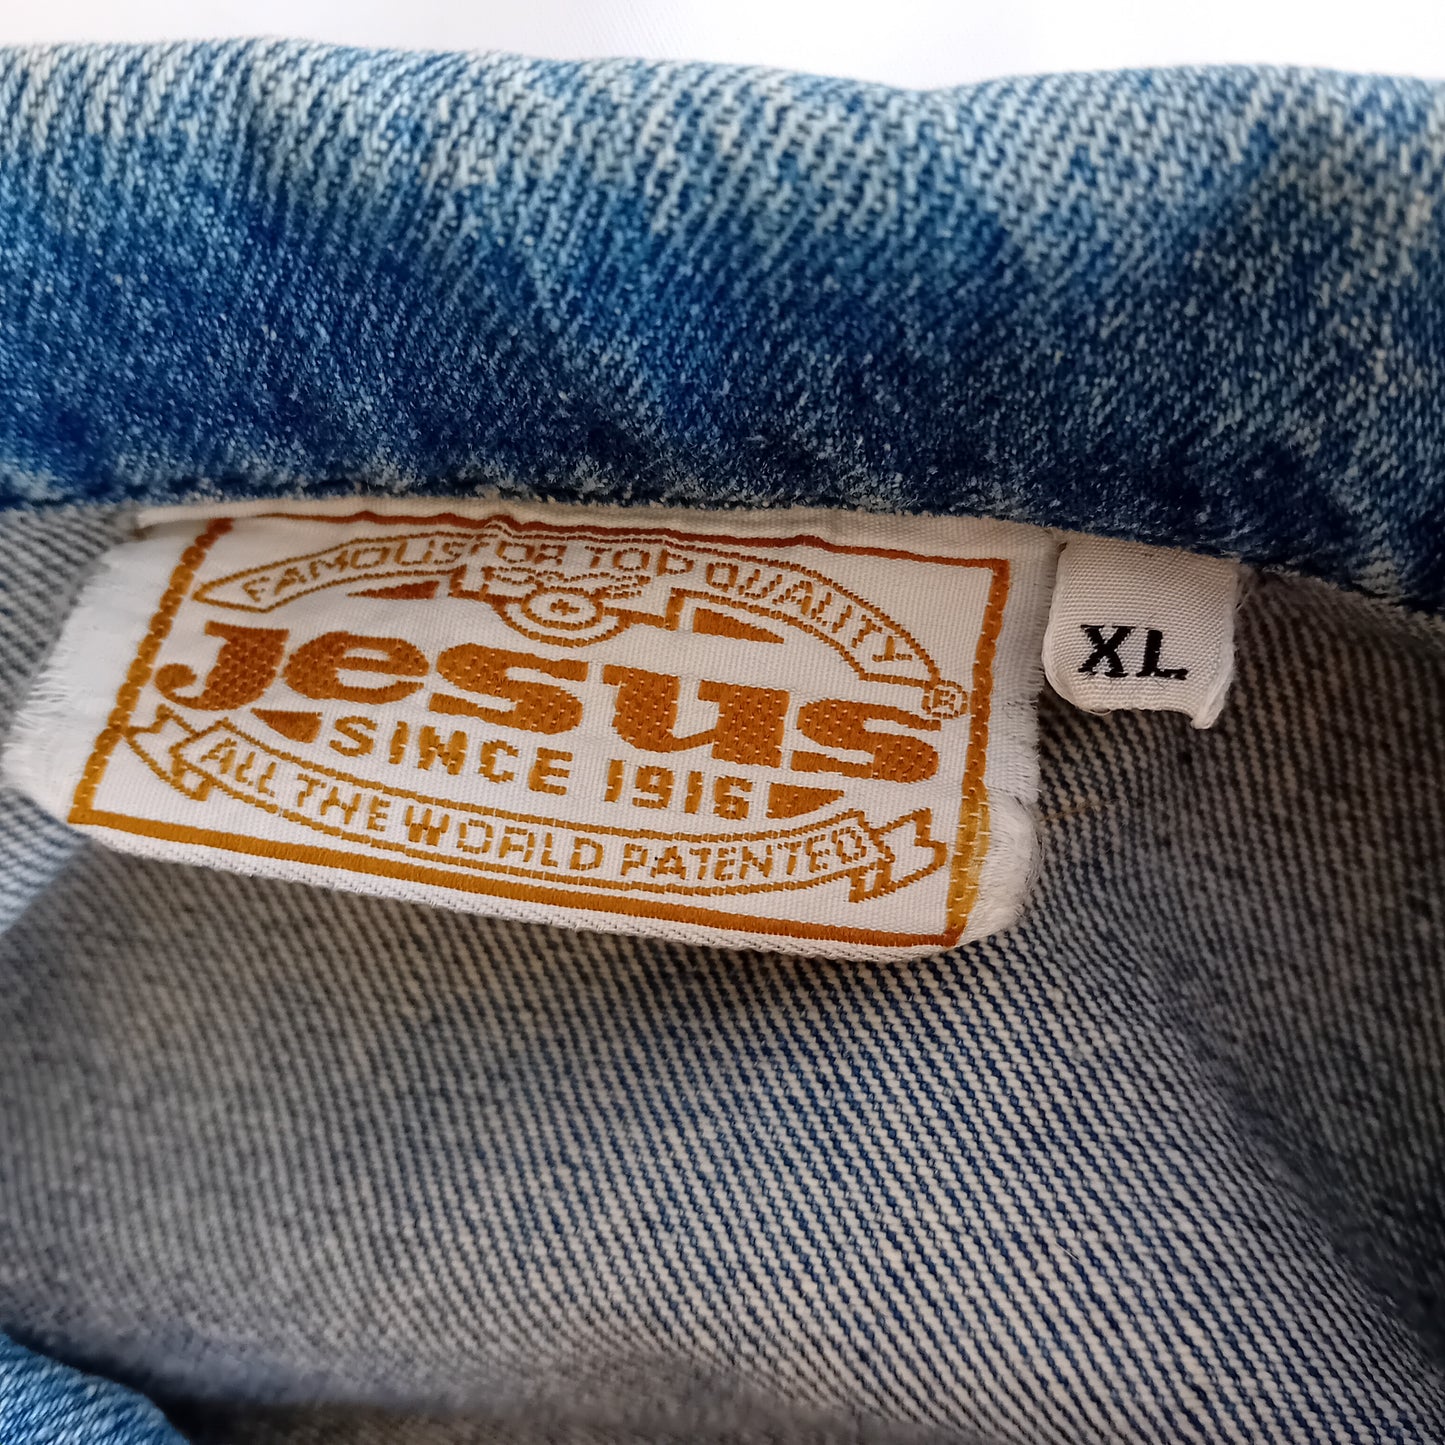 FAMOUS FOR TOP QUALITY
Jesus ®
SINCE 1916
ALL THE WORLD PATENTED
XL